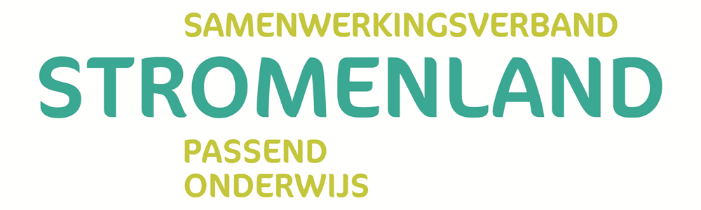 SAMENWERKINGSVERBAND
STROMENLAND
PASSEND
ONDERWIJS